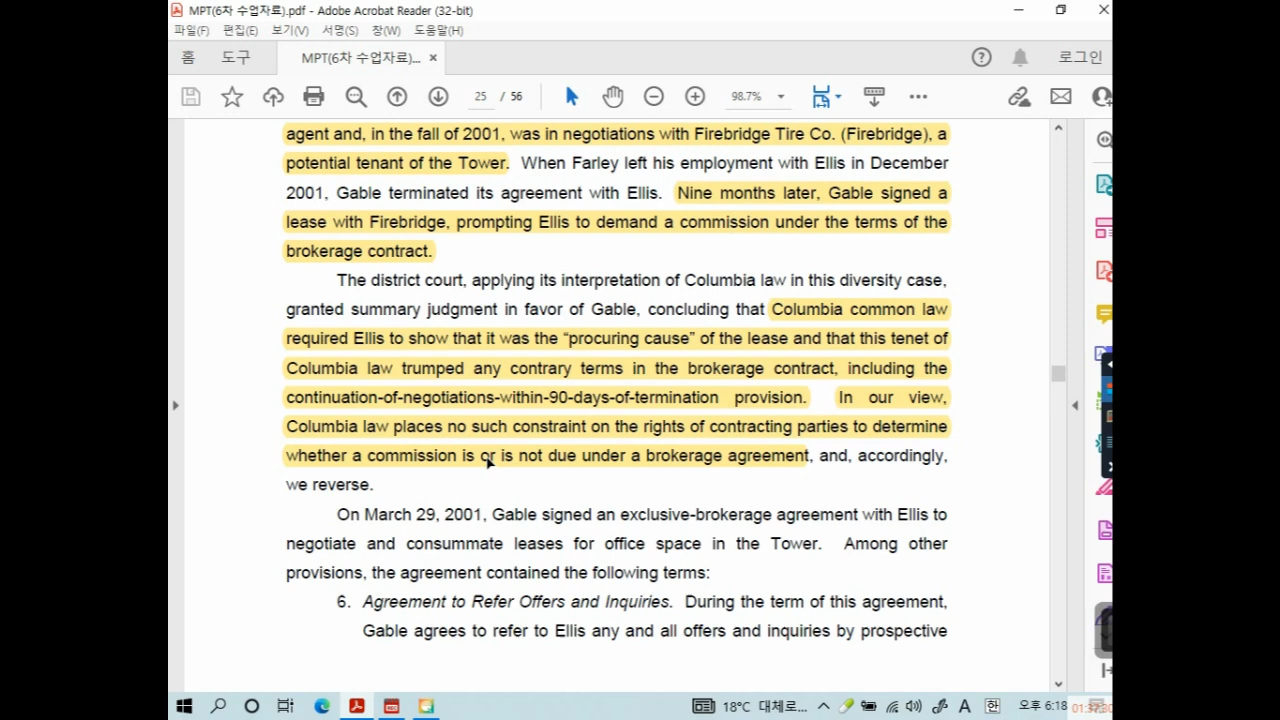 MPT(6차 수업자료).pdf - Adobe Acrobat Reader (32-bit)
파일(F) 편집(E) 보기(V) 서명(S) 창(W) 도움말(H)
홈 도구 MPT(6차 수업자료)... × 로그인
25 / 56 98.7%
agent and, in the fall of 2001, was in negotiations with Firebridge Tire Co. (Firebridge), a
potential tenant of the Tower. When Farley left his employment with Ellis in December
2001, Gable terminated its agreement with Ellis. Nine months later, Gable signed a
lease with Firebridge, prompting Ellis to demand a commission under the terms of the
brokerage contract.
The district court, applying its interpretation of Columbia law in this diversity case,
granted summary judgment in favor of Gable, concluding that Columbia common law
required Ellis to show that it was the “procuring cause” of the lease and that this tenet of
Columbia law trumped any contrary terms in the brokerage contract, including the
continuation-of-negotiations-within-90-days-of-termination provision. In our view,
Columbia law places no such constraint on the rights of contracting parties to determine
whether a commission is or is not due under a brokerage agreement, and, accordingly,
we reverse.
On March 29, 2001, Gable signed an exclusive-brokerage agreement with Ellis to
negotiate and consummate leases for office space in the Tower. Among other
provisions, the agreement contained the following terms:
6. Agreement to Refer Offers and Inquiries. During the term of this agreement,
Gable agrees to refer to Ellis any and all offers and inquiries by prospective
18°C 대체로... A 한 오후 6:18 01:37:30